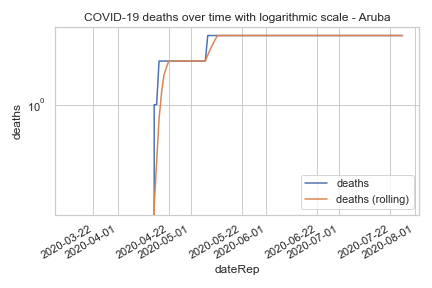 COVID-19 deaths over time with logarithmic scale - Aruba
deaths
10⁰
deaths
deaths (rolling)
2020-03-22
2020-04-01
2020-04-22
2020-05-01
2020-05-22
2020-06-01
2020-06-22
2020-07-01
2020-07-22
2020-08-01
dateRep